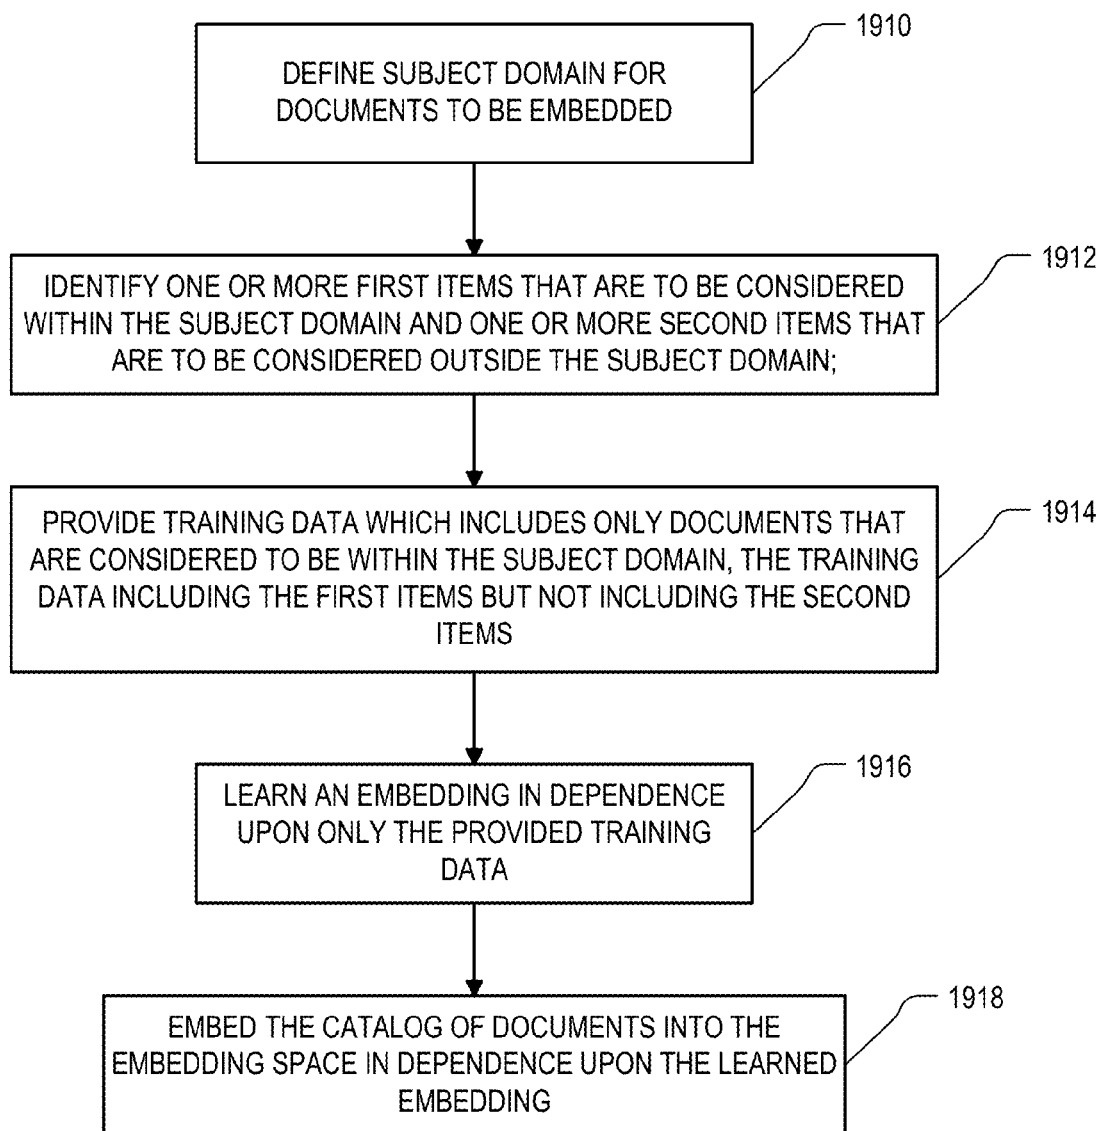 1910
DEFINE SUBJECT DOMAIN FOR
DOCUMENTS TO BE EMBEDDED
1912
IDENTIFY ONE OR MORE FIRST ITEMS THAT ARE TO BE CONSIDERED
WITHIN THE SUBJECT DOMAIN AND ONE OR MORE SECOND ITEMS THAT
ARE TO BE CONSIDERED OUTSIDE THE SUBJECT DOMAIN;
1914
PROVIDE TRAINING DATA WHICH INCLUDES ONLY DOCUMENTS THAT
ARE CONSIDERED TO BE WITHIN THE SUBJECT DOMAIN, THE TRAINING
DATA INCLUDING THE FIRST ITEMS BUT NOT INCLUDING THE SECOND
ITEMS
1916
LEARN AN EMBEDDING IN DEPENDENCE
UPON ONLY THE PROVIDED TRAINING
DATA
1918
EMBED THE CATALOG OF DOCUMENTS INTO THE
EMBEDDING SPACE IN DEPENDENCE UPON THE LEARNED
EMBEDDING